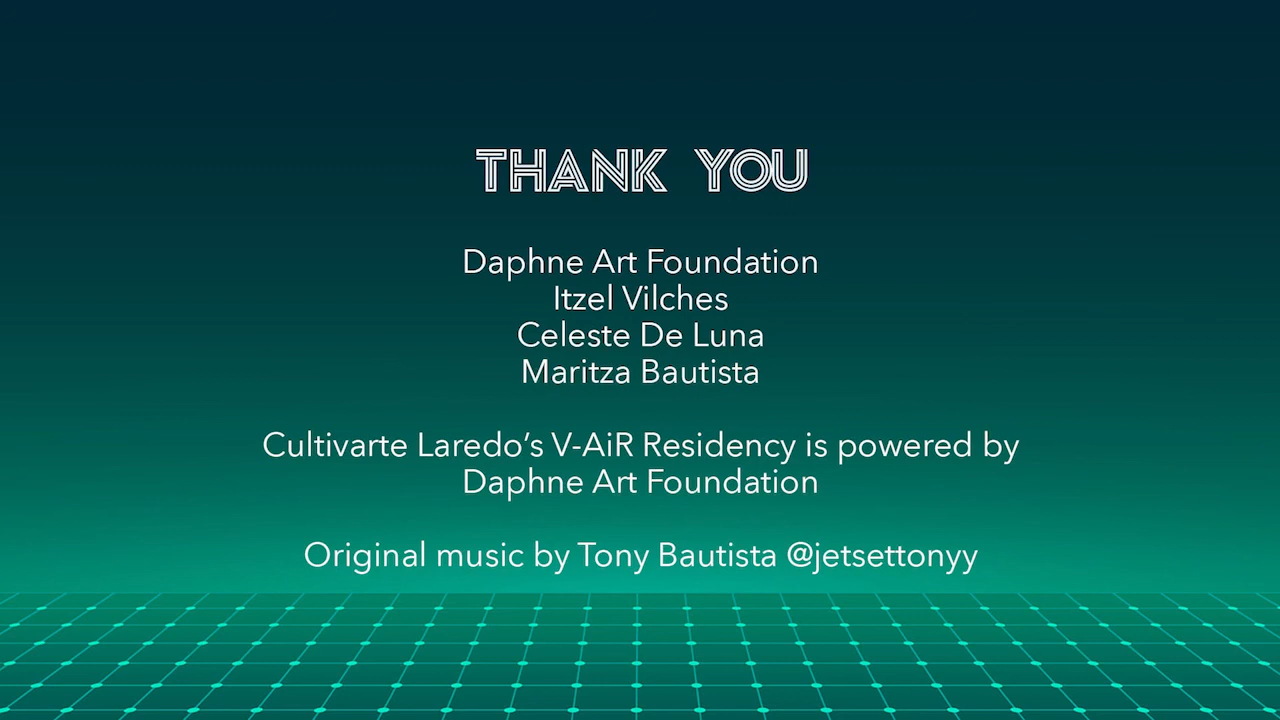 THANK YOU
Daphne Art Foundation
Itzel Vilches
Celeste De Luna
Maritza Bautista
Cultivarte Laredo’s V-AiR Residency is powered by
Daphne Art Foundation
Original music by Tony Bautista @jetsettonyy